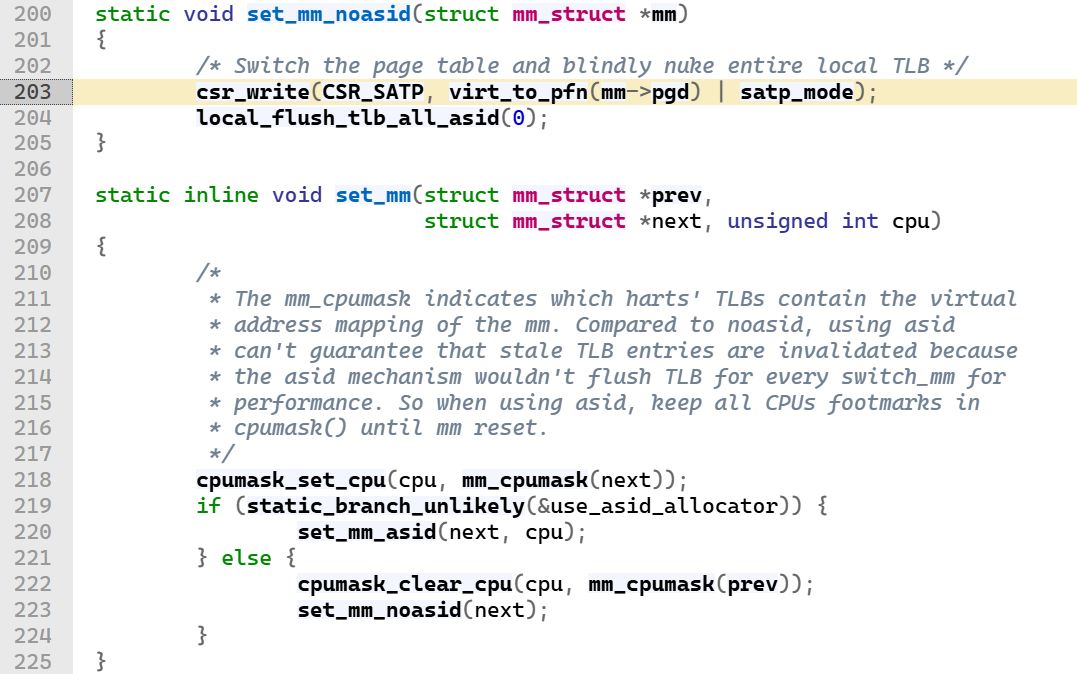 200 static void set_mm_noasid(struct mm_struct *mm)
201 {
202         /* Switch the page table and blindly nuke entire local TLB */
203         csr_write(CSR_SATP, virt_to_pfn(mm->pgd) | satp_mode);
204         local_flush_tlb_all_asid(0);
205 }
206
207 static inline void set_mm(struct mm_struct *prev,
208                           struct mm_struct *next, unsigned int cpu)
209 {
210         /*
211          * The mm_cpumask indicates which harts' TLBs contain the virtual
212          * address mapping of the mm. Compared to noasid, using asid
213          * can't guarantee that stale TLB entries are invalidated because
214          * the asid mechanism wouldn't flush TLB for every switch_mm for
215          * performance. So when using asid, keep all CPUs footmarks in
216          * cpumask() until mm reset.
217          */
218         cpumask_set_cpu(cpu, mm_cpumask(next));
219         if (static_branch_unlikely(&use_asid_allocator)) {
220                 set_mm_asid(next, cpu);
221         } else {
222                 cpumask_clear_cpu(cpu, mm_cpumask(prev));
223                 set_mm_noasid(next);
224         }
225 }